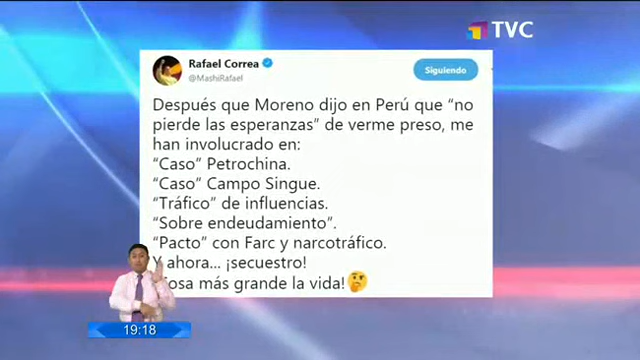 TVC
Rafael Correa
@MashiRafael
Siguiendo
Después que Moreno dijo en Perú que “no
pierde las esperanzas” de verme preso, me
han involucrado en:
“Caso” Petrochina.
“Caso” Campo Singue.
“Tráfico” de influencias.
“Sobre endeudamiento”.
“Pacto” con Farc y narcotráfico.
Y ahora... ¡secuestro!
osa más grande la vida!
19:18